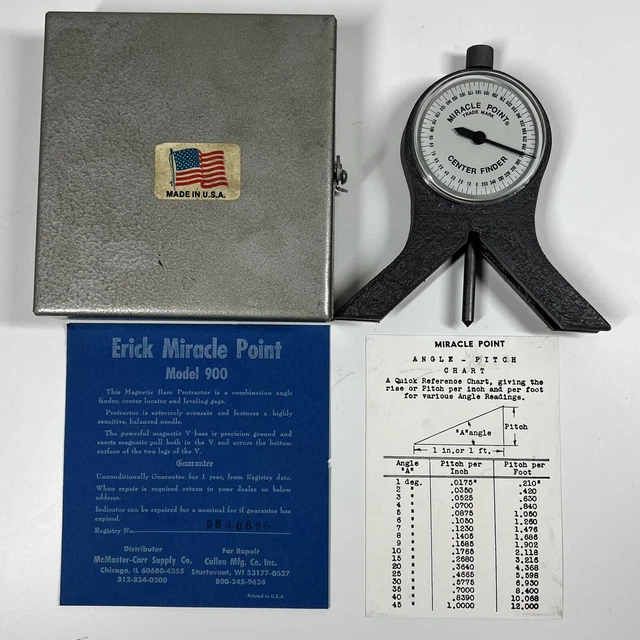 MADE IN U.S.A.
MIRACLE POINT®
TRADE MARK
CENTER FINDER
Erick Miracle Point
Model 900
This Magnetic Base Protractor is a combination angle
finder, center locator and leveling gage.
Protractor is extremely accurate and features a highly
sensitive, balanced needle.
The powerful magnetic V base is precision ground and
exerts magnetic pull both in the V and across the bottom
surface of the two legs of the V.
Guarantee
Unconditionally Guarantee for 1 year, from Registry date.
When repair is required return to your dealer or below
address.
Indicator can be repaired for a nominal fee if guarantee has
expired.
Registry No.
Distributor For Repair
McMaster-Carr Supply Co. Cullen Mfg. Co. Inc.
Chicago, IL 60680-4355 Sturtuvant, WI 53177-0527
312-834-0300 800-245-9634
Printed in U.S.A.
MIRACLE POINT
ANGLE - PITCH
CHART
A Quick Reference Chart, giving the
rise or Pitch per inch and per foot
for various Angle Readings.
"A" angle
Pitch
1 in. or 1 ft.
Angle "A" Pitch per Inch Pitch per Foot
1 deg. .0175" .210"
2 " .0350 .420
3 " .0525 .630
4 " .0700 .840
5 " .0875 1.050
6 " .1050 1.260
7 " .1230 1.476
8 " .1405 1.686
9 " .1585 1.902
10 " .1765 2.118
15 " .2680 3.215
20 " .3640 4.368
25 " .4665 5.598
30 " .5775 6.930
35 " .7000 8.400
40 " .8390 10.068
45 " 1.0000 12.000